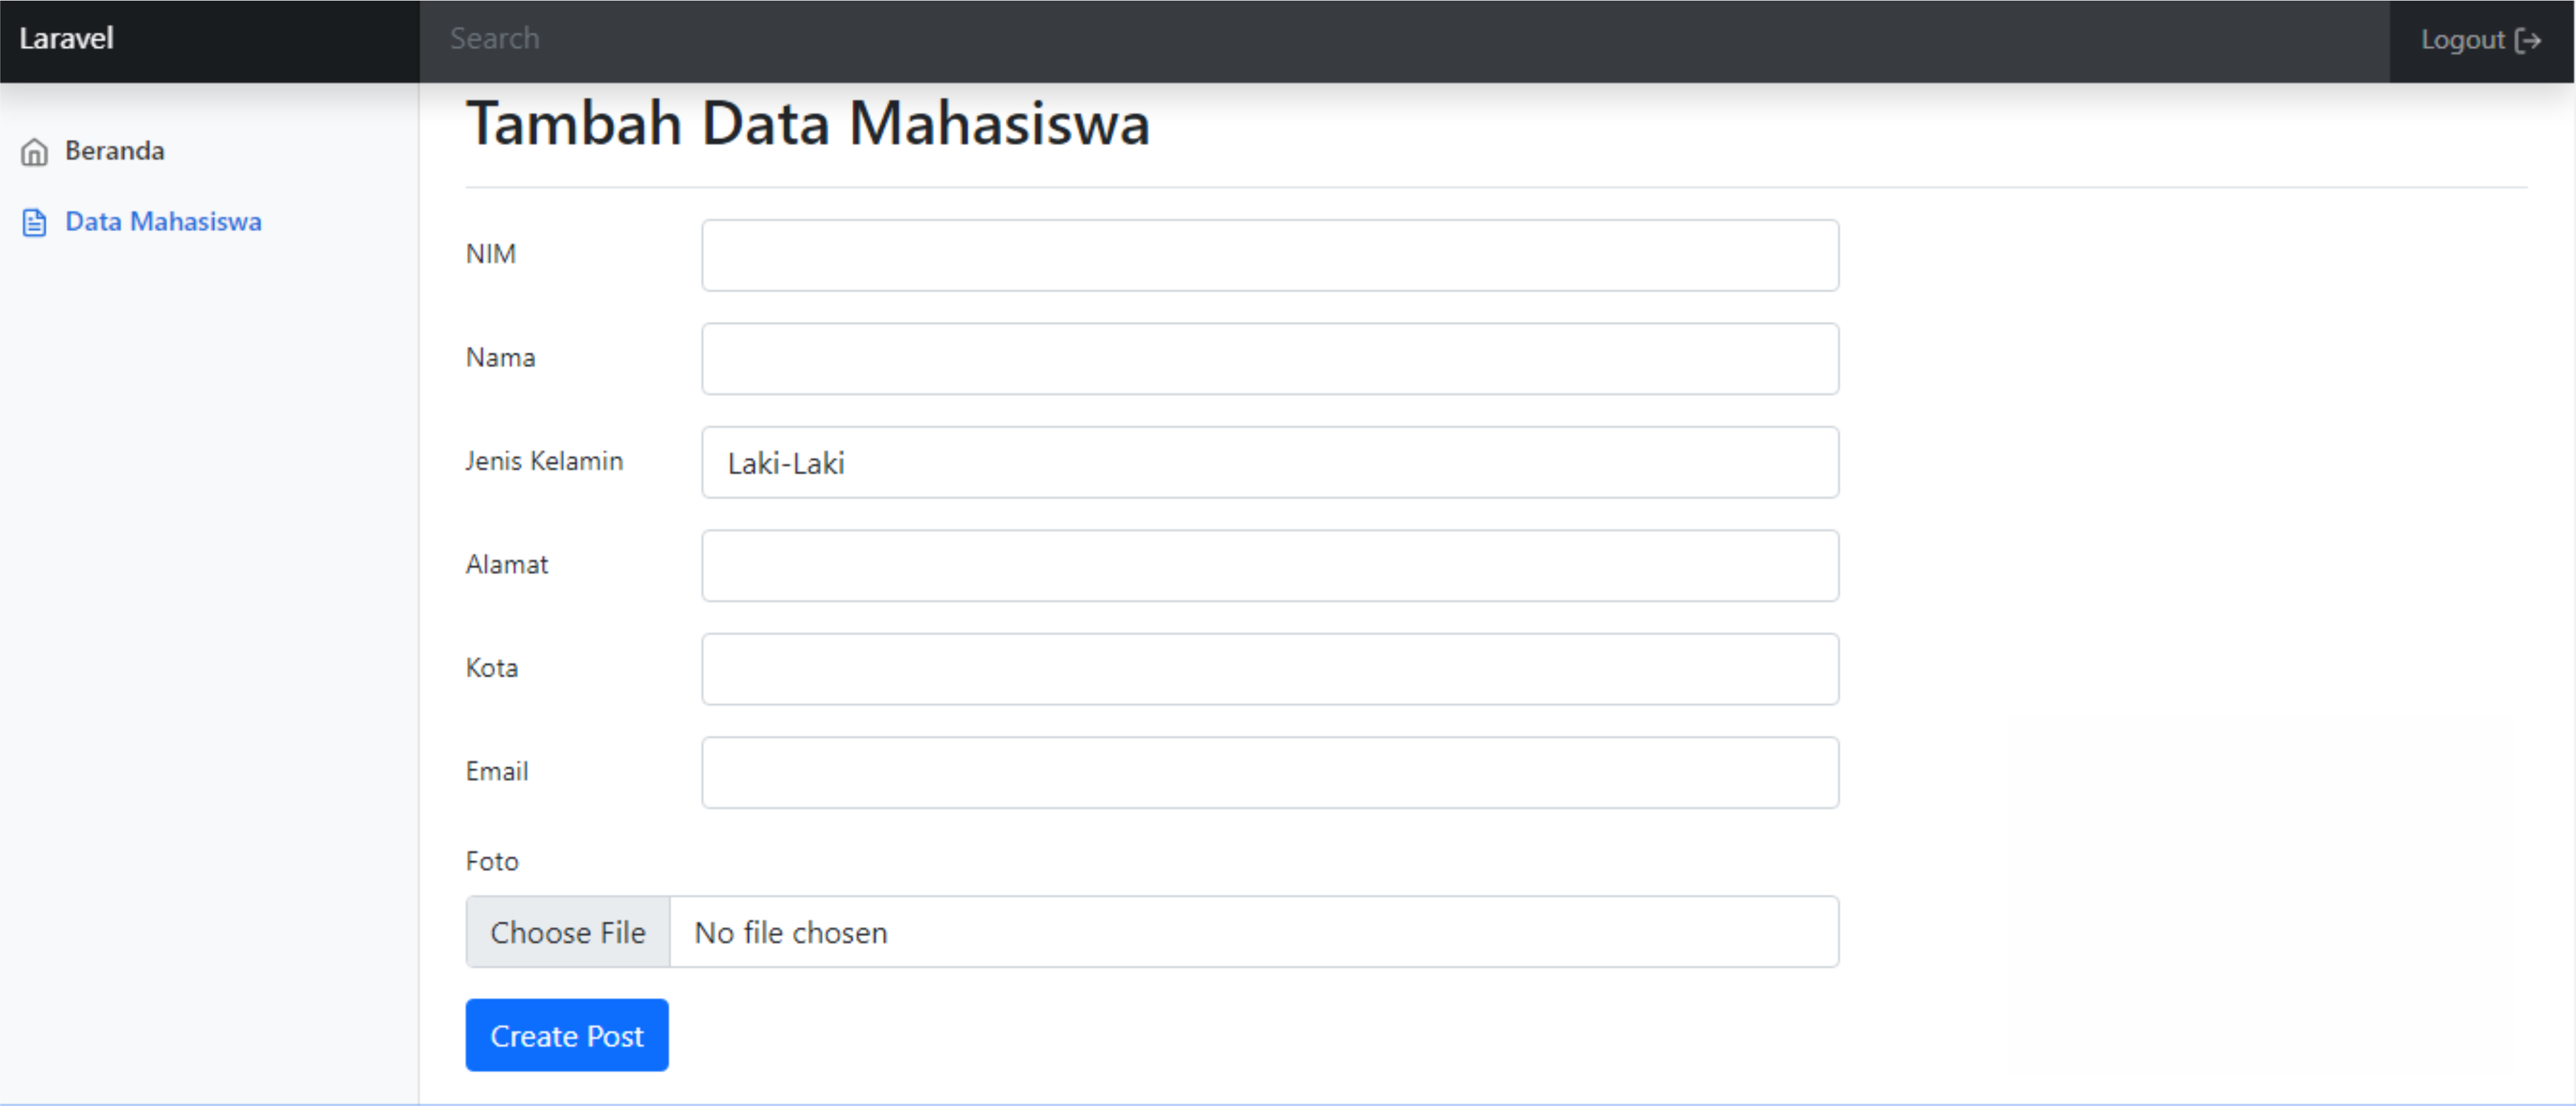 Laravel
Search
Logout
Beranda
Data Mahasiswa
Tambah Data Mahasiswa
NIM
Nama
Jenis Kelamin
Laki-Laki
Alamat
Kota
Email
Foto
Choose File No file chosen
Create Post